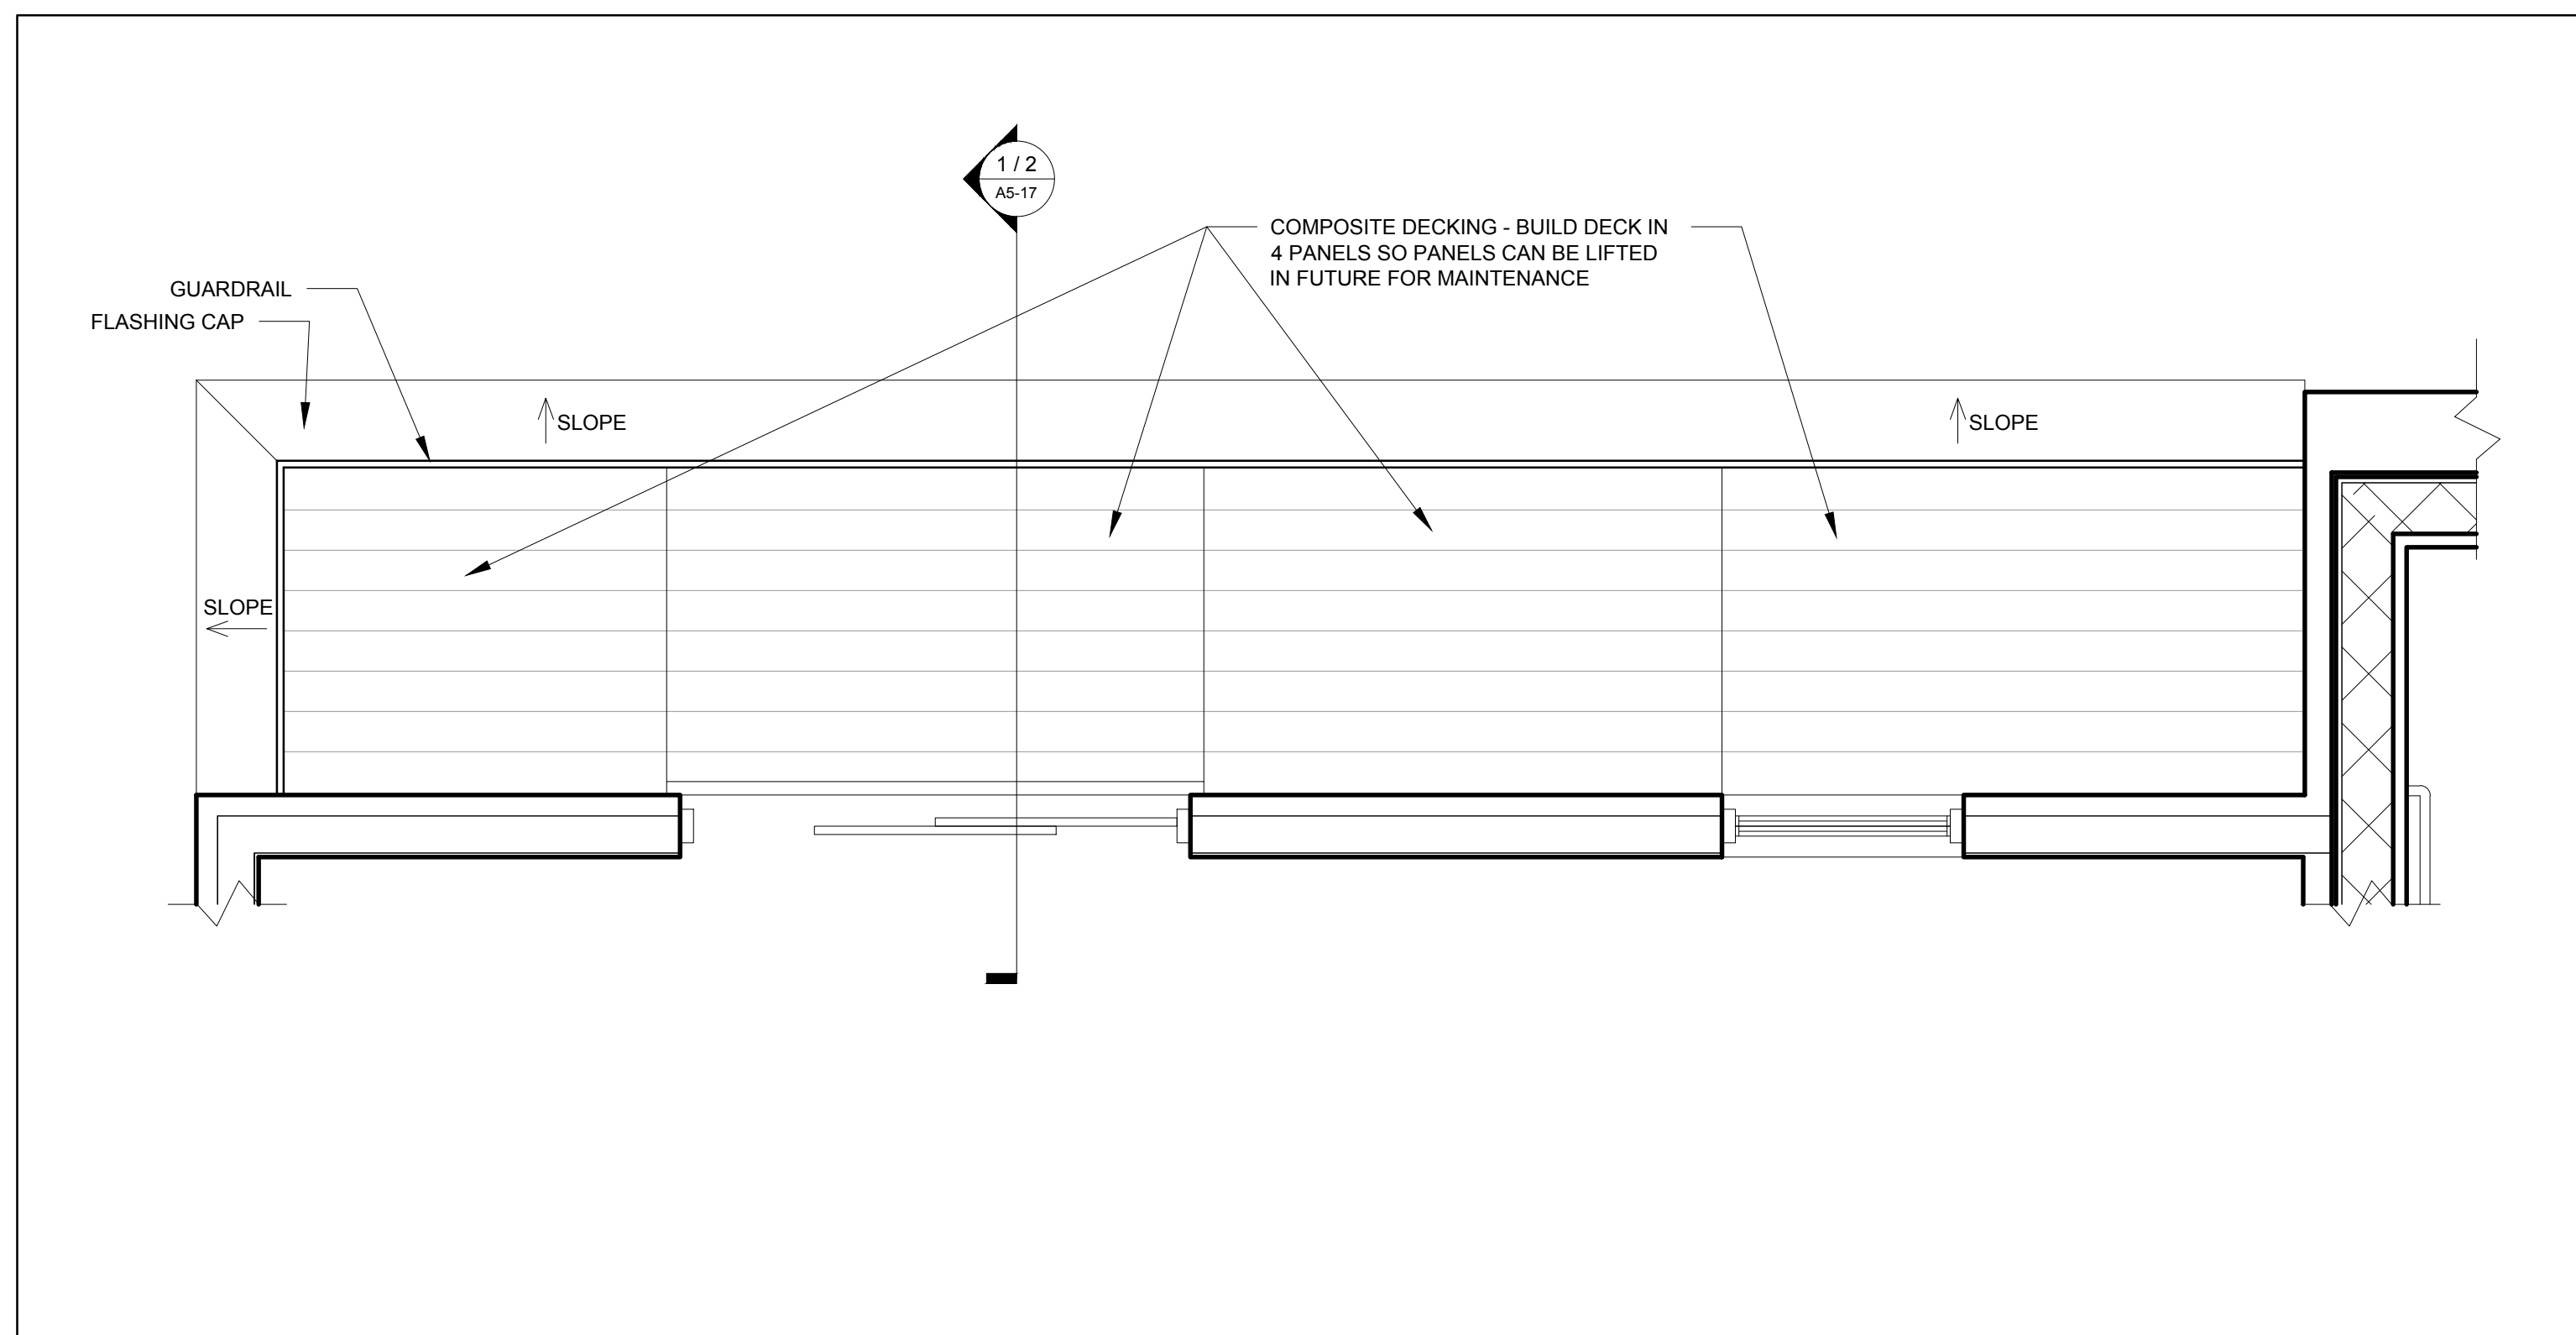 1 / 2
A5-17
COMPOSITE DECKING - BUILD DECK IN
4 PANELS SO PANELS CAN BE LIFTED
IN FUTURE FOR MAINTENANCE
GUARDRAIL
FLASHING CAP
SLOPE
SLOPE
SLOPE